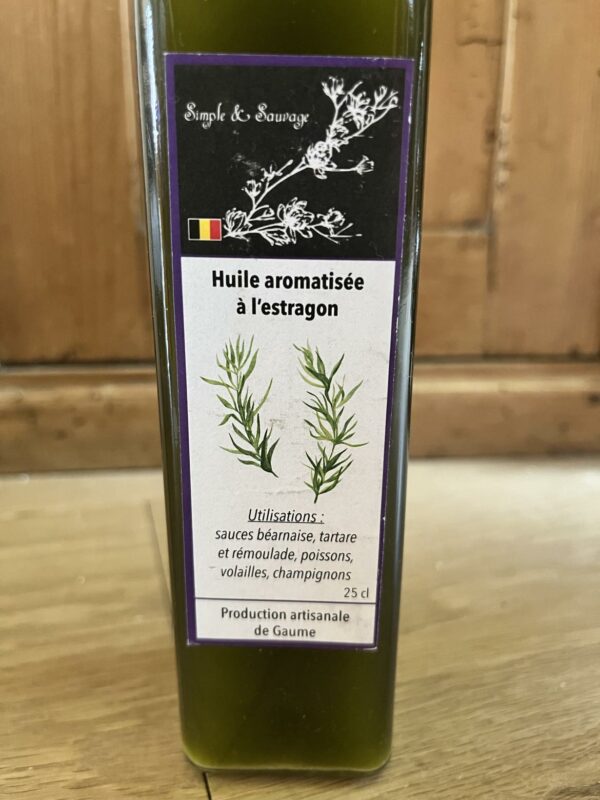 Simple & Sauvage
Huile aromatisée
à l'estragon
Utilisations :
sauces béarnaise, tartare
et rémoulade, poissons,
volailles, champignons
25 cl
Production artisanale
de Gaume